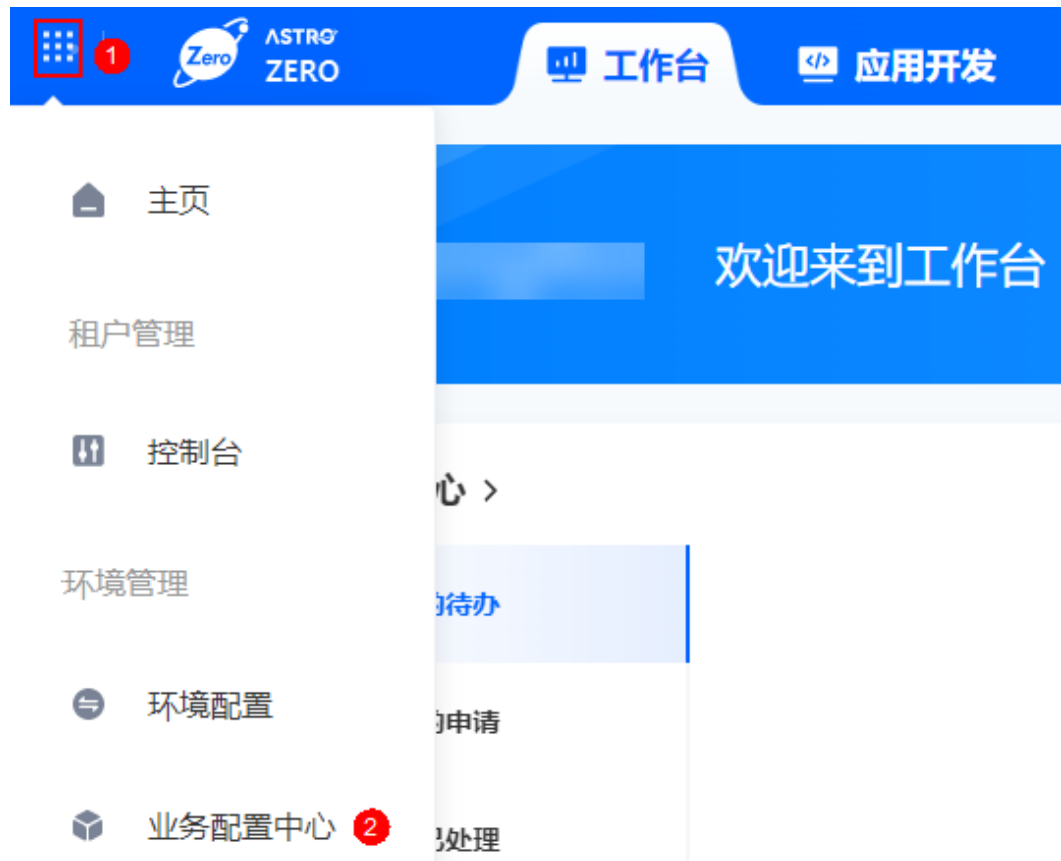 1
Zero
ASTRO
ZERO
工作台
应用开发
主页
欢迎来到工作台
租户管理
控制台
心 >
环境管理
待办
环境配置
申请
业务配置中心 2
处理